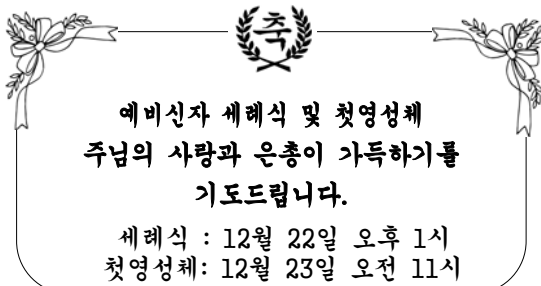 축
예비신자 세례식 및 첫영성체
주님의 사랑과 은총이 가득하기를
기도드립니다.
세례식 : 12월 22일 오후 1시
첫영성체: 12월 23일 오전 11시